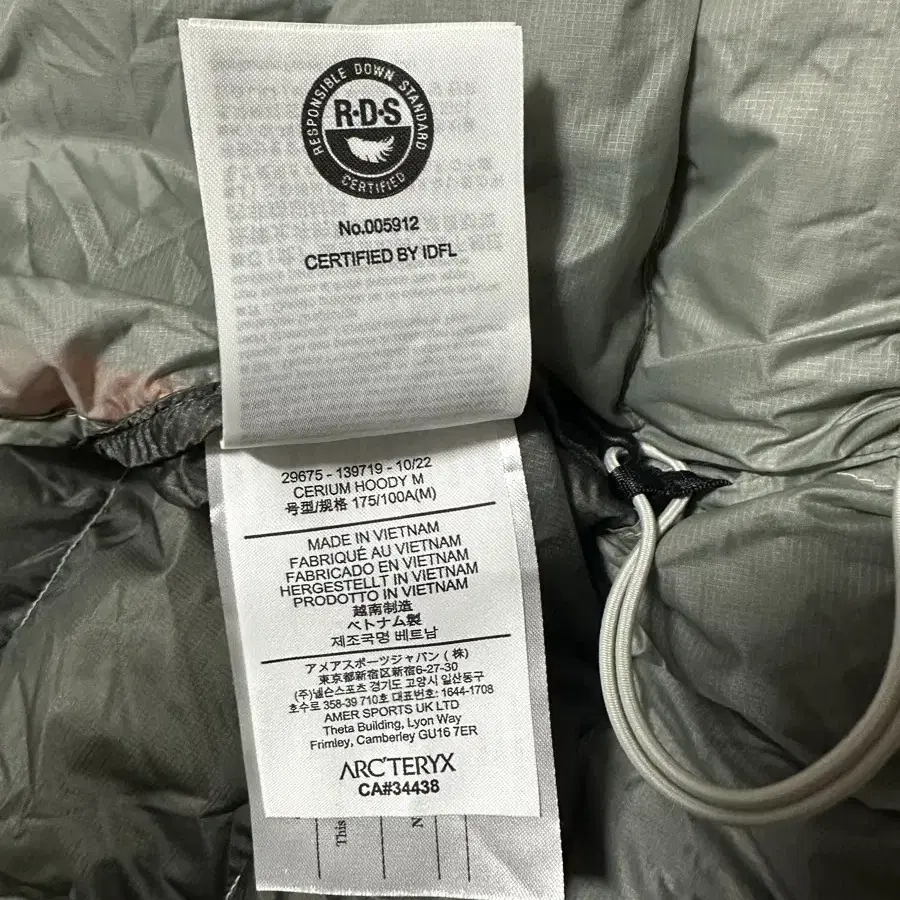 RESPONSIBLE DOWN STANDARD
R·D·S
CERTIFIED
No.005912
CERTIFIED BY IDFL
29675 - 139719 - 10/22
CERIUM HOODY M
号型/规格 175/100A(M)
MADE IN VIETNAM
FABRIQUÉ AU VIETNAM
FABRICADO EN VIETNAM
HERGESTELLT IN VIETNAM
PRODOTTO IN VIETNAM
越南制造
ベトナム製
제조국명 베트남
アメアスポーツジャパン(株)
東京都新宿区新宿6-27-30
(주)넬슨스포츠 경기도 고양시 일산동구
호수로 358-39 710호 대표번호: 1644-1708
AMER SPORTS UK LTD
Theta Building, Lyon Way
Frimley, Camberley GU16 7ER
ARC'TERYX
CA#34438
This
N